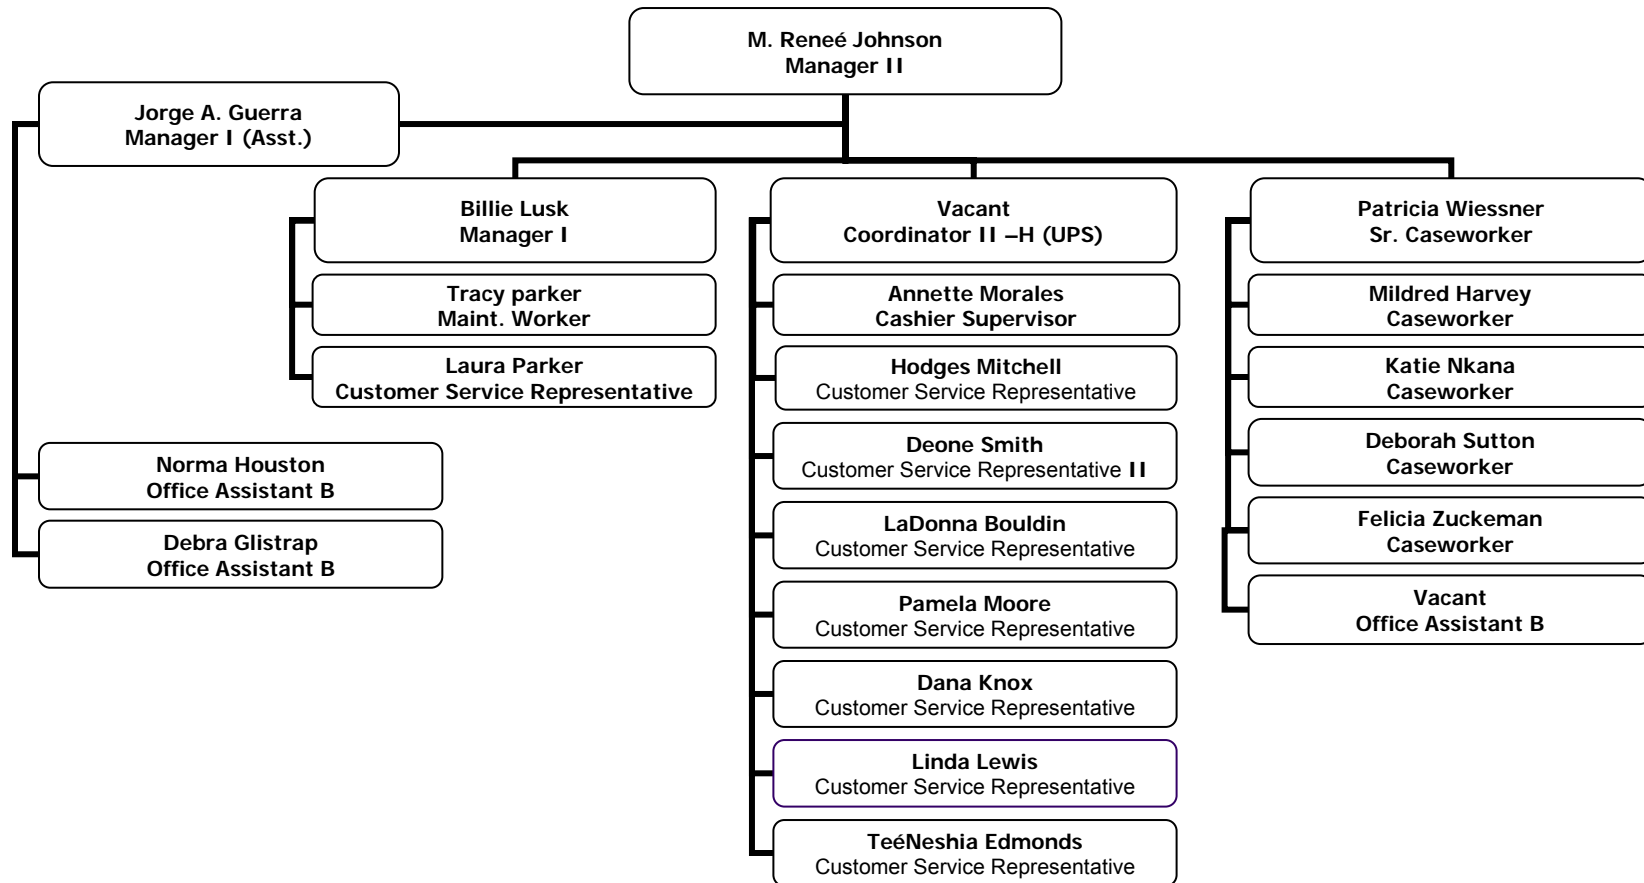 M. Reneé Johnson
Manager II
Jorge A. Guerra
Manager I (Asst.)
Billie Lusk
Manager I
Tracy parker
Maint. Worker
Laura Parker
Customer Service Representative
Norma Houston
Office Assistant B
Debra Glistrap
Office Assistant B
Vacant
Coordinator II –H (UPS)
Annette Morales
Cashier Supervisor
Hodges Mitchell
Customer Service Representative
Deone Smith
Customer Service Representative II
LaDonna Bouldin
Customer Service Representative
Pamela Moore
Customer Service Representative
Dana Knox
Customer Service Representative
Linda Lewis
Customer Service Representative
TeéNeshia Edmonds
Customer Service Representative
Patricia Wiessner
Sr. Caseworker
Mildred Harvey
Caseworker
Katie Nkana
Caseworker
Deborah Sutton
Caseworker
Felicia Zuckeman
Caseworker
Vacant
Office Assistant B